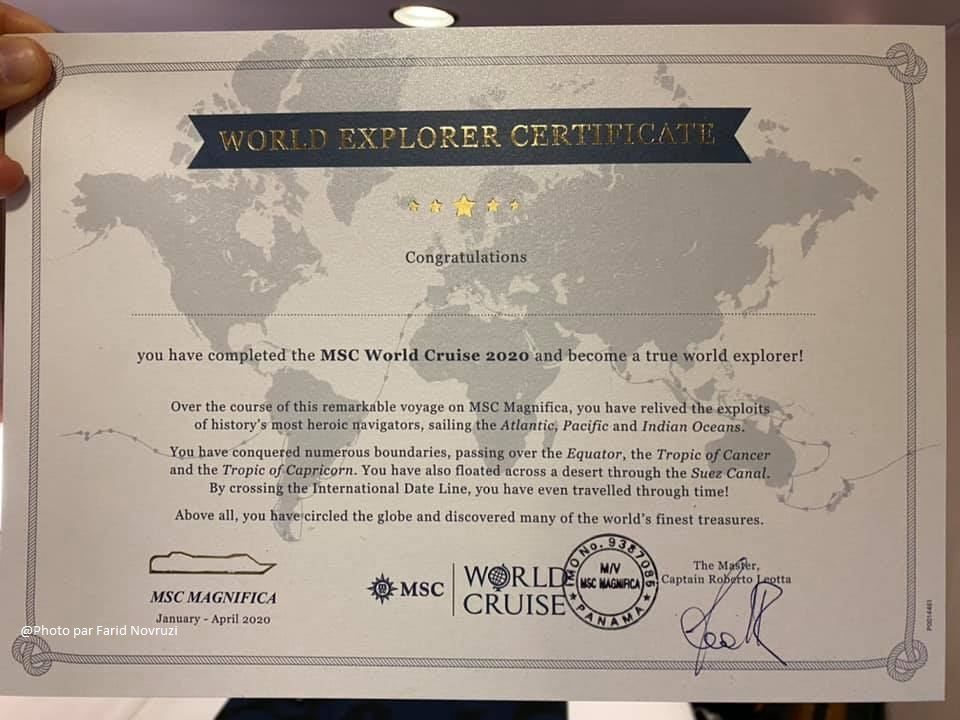 WORLD EXPLORER CERTIFICATE
Congratulations
you have completed the MSC World Cruise 2020 and become a true world explorer!
Over the course of this remarkable voyage on MSC Magnifica, you have relived the exploits
of history's most heroic navigators, sailing the Atlantic, Pacific and Indian Oceans.
You have conquered numerous boundaries, passing over the Equator, the Tropic of Cancer
and the Tropic of Capricorn. You have also floated across a desert through the Suez Canal.
By crossing the International Date Line, you have even travelled through time!
Above all, you have circled the globe and discovered many of the world's finest treasures.
MSC MAGNIFICA
January - April 2020
MSC
WORLD
CRUISE
IMO No. 9387085
M/V
MSC MAGNIFICA
PANAMA
The Master,
Captain Roberto Leotta
P0014461
@Photo par Farid Novruzi